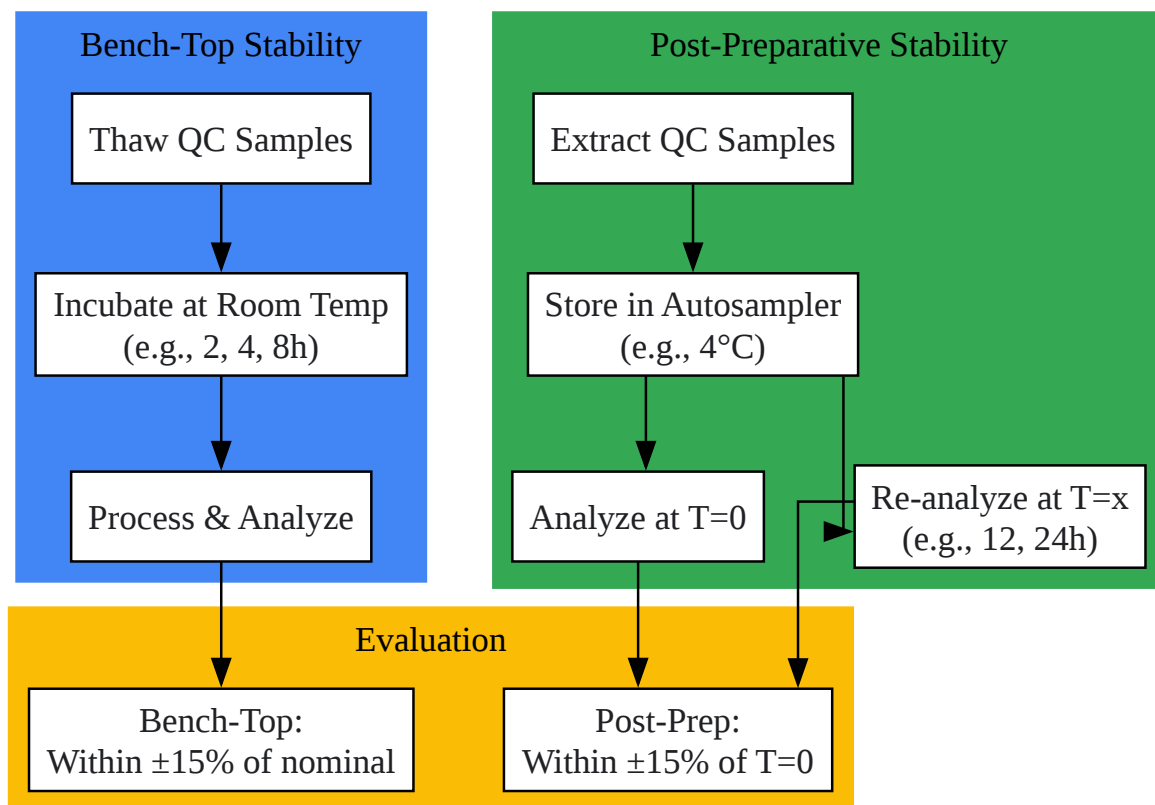 Bench-Top Stability
Thaw QC Samples
Incubate at Room Temp
(e.g., 2, 4, 8h)
Process & Analyze
Post-Preparative Stability
Extract QC Samples
Store in Autosampler
(e.g., 4°C)
Analyze at T=0
Re-analyze at T=x
(e.g., 12, 24h)
Evaluation
Bench-Top:
Within ±15% of nominal
Post-Prep:
Within ±15% of T=0